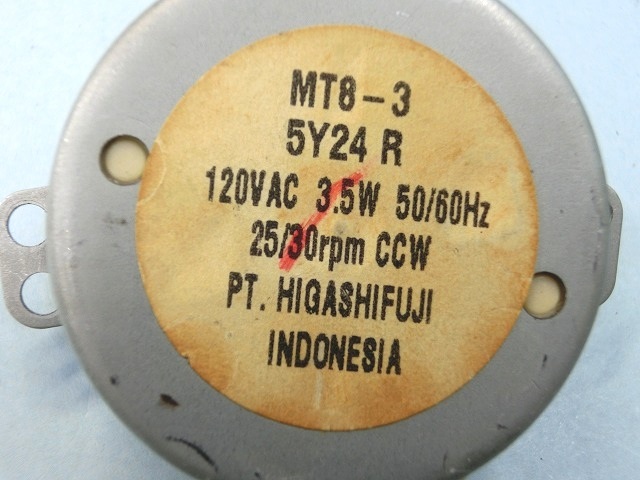 MT8-3
5Y24 R
120VAC 3.5W 50/60Hz
25/30rpm CCW
PT. HIGASHIFUJI
INDONESIA